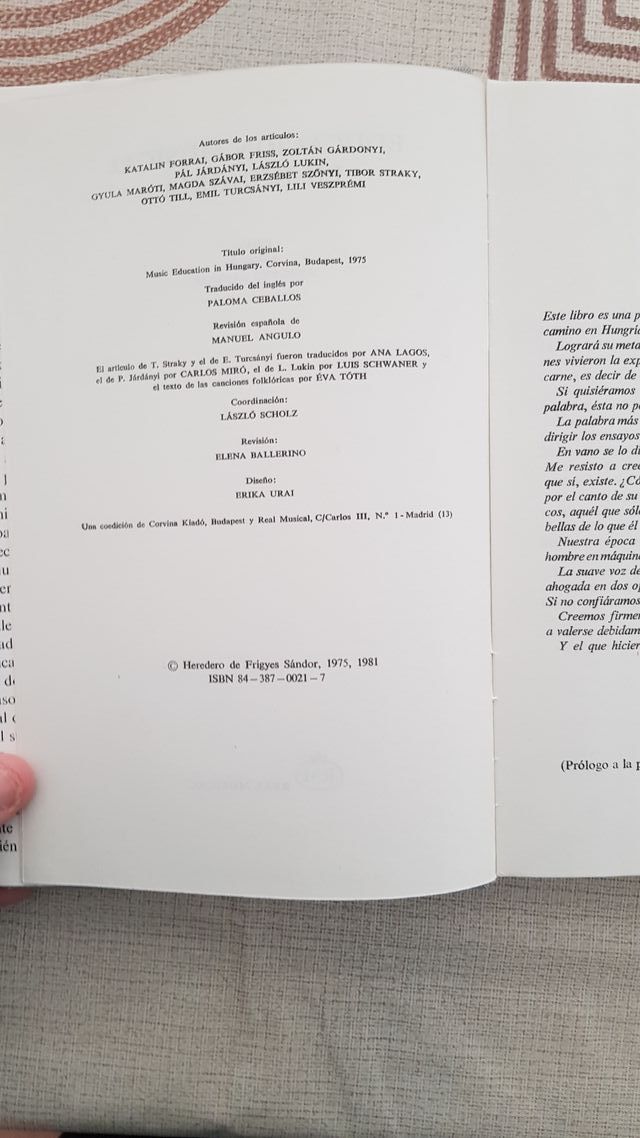 Autores de los artículos:
KATALIN FORRAI, GÁBOR FRISS, ZOLTÁN GÁRDONYI,
PÁL JÁRDÁNYI, LÁSZLÓ LUKIN,
GYULA MARÓTI, MAGDA SZÁVAI, ERZSÉBET SZŐNYI, TIBOR STRAKY,
OTTÓ TILL, EMIL TURCSÁNYI, LILI VESZPRÉMI
Título original:
Music Education in Hungary. Corvina, Budapest, 1975
Traducido del inglés por
PALOMA CEBALLOS
Revisión española de
MANUEL ANGULO
El artículo de T. Straky y el de E. Turcsányi fueron traducidos por ANA LAGOS,
el de P. Járdányi por CARLOS MIRÓ, el de L. Lukin por LUIS SCHWANER y
el texto de las canciones folklóricas por ÉVA TÓTH
Coordinación:
LÁSZLÓ SCHOLZ
Revisión:
ELENA BALLERINO
Diseño:
ERIKA URAI
Una coedición de Corvina Kiadó, Budapest y Real Musical, C/Carlos III, N.º 1-Madrid (13)
© Heredero de Frigyes Sándor, 1975, 1981
ISBN 84–387–0021–7
Este libro es una p
camino en Hungría
Logrará su meta
nes vivieron la exp
carne, es decir de
Si quisiéramos
palabra, ésta no p
La palabra más
dirigir los ensayos
En vano se lo di
Me resisto a cree
que sí, existe. ¿Có
por el canto de su
cos, aquél que sól
bellas de lo que él
Nuestra época
hombre en máquin
La suave voz de
ahogada en dos o
Si no confiáramos
Creemos firmen
a valerse debidam
Y el que hicier
(Prólogo a la p